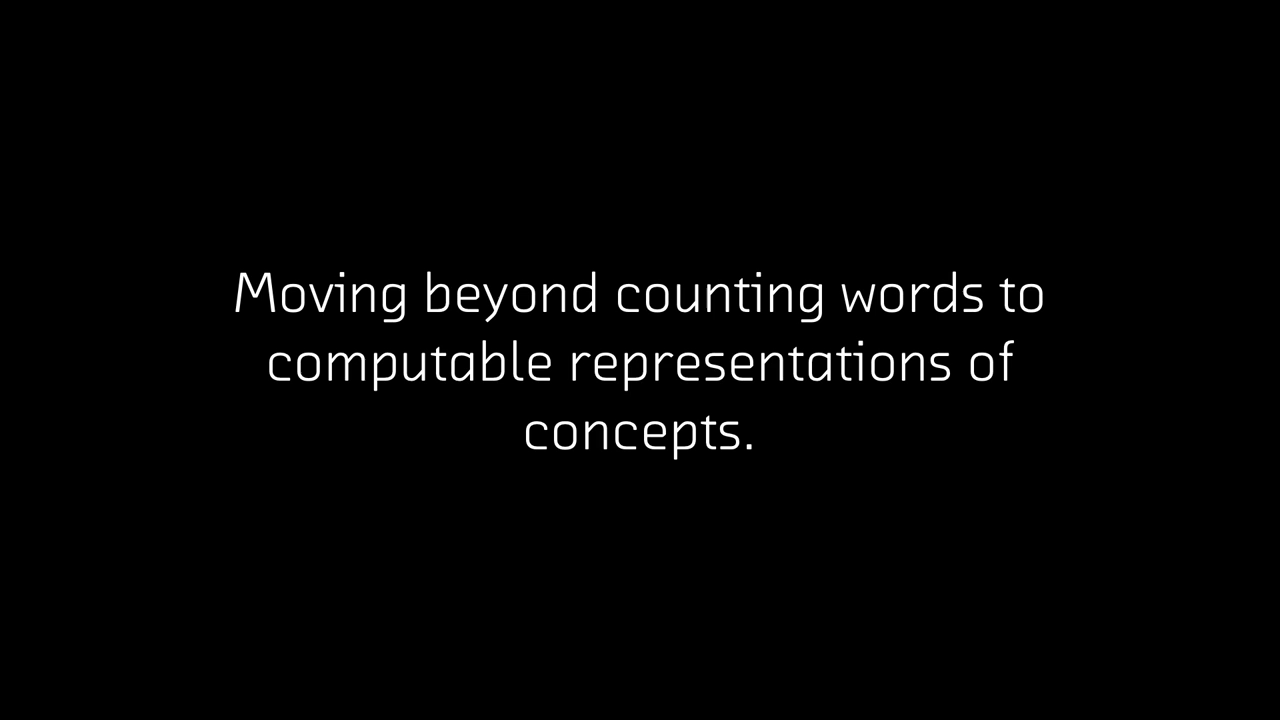 Moving beyond counting words to
computable representations of
concepts.